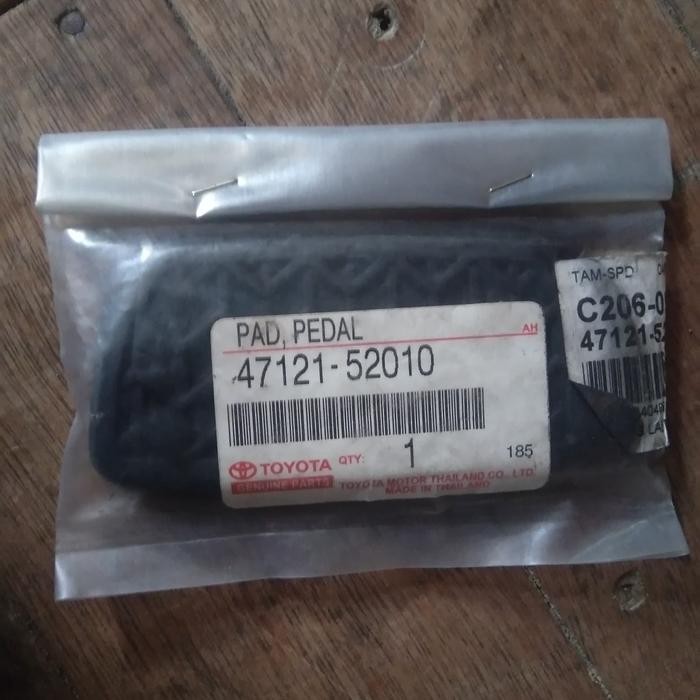 PAD, PEDAL
AH
47121-52010
TOYOTA QTY: 1 185
GENUINE PARTS TOYOTA MOTOR THAILAND CO., LTD.
MADE IN THAILAND
TAM-SPD
C206-0
47121-52